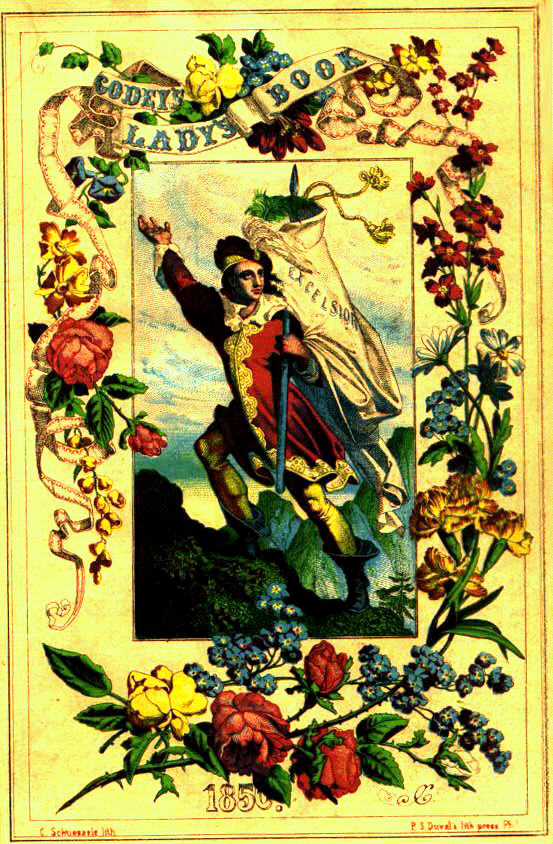 GODEY'S
BOOK
LADY'S
EXCELSIOR
1850.
C. Schuessele lith.
P. S. Duval's lith press Ph.